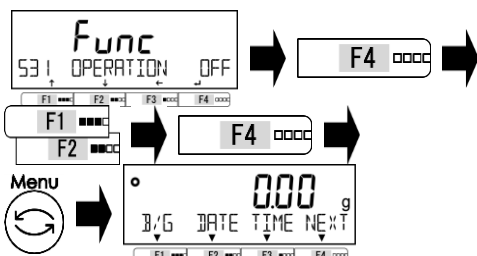 Func
531 OPERATION OFF
F1 F2 F3 F4
F4
F1
F2
F4
Menu
0.00 g
B/G DATE TIME NEXT
F1 F2 F3 F4